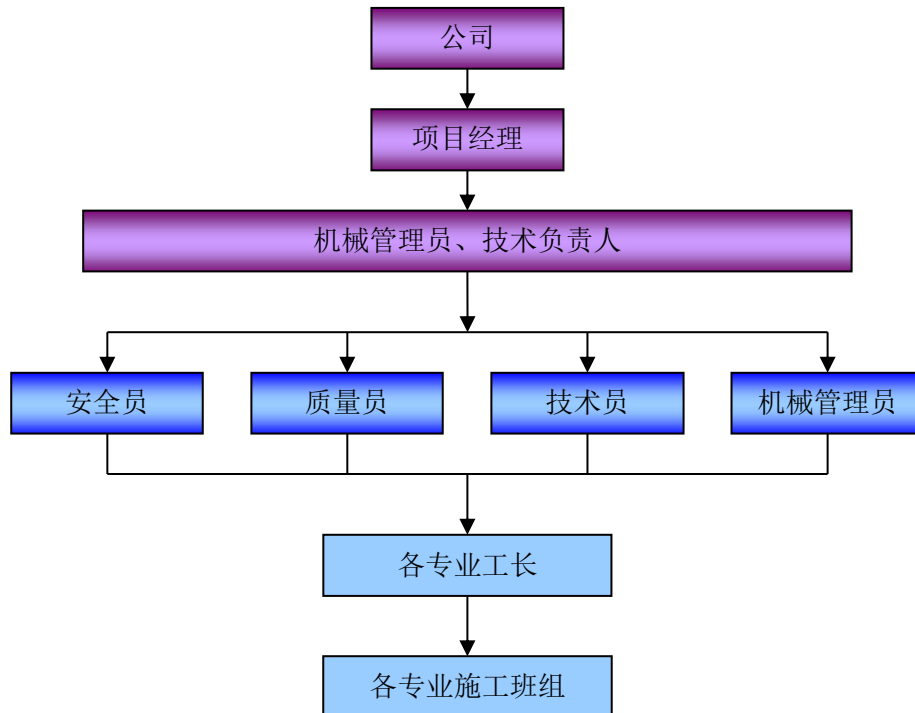 公司
项目经理
机械管理员、技术负责人
安全员
质量员
技术员
机械管理员
各专业工长
各专业施工班组